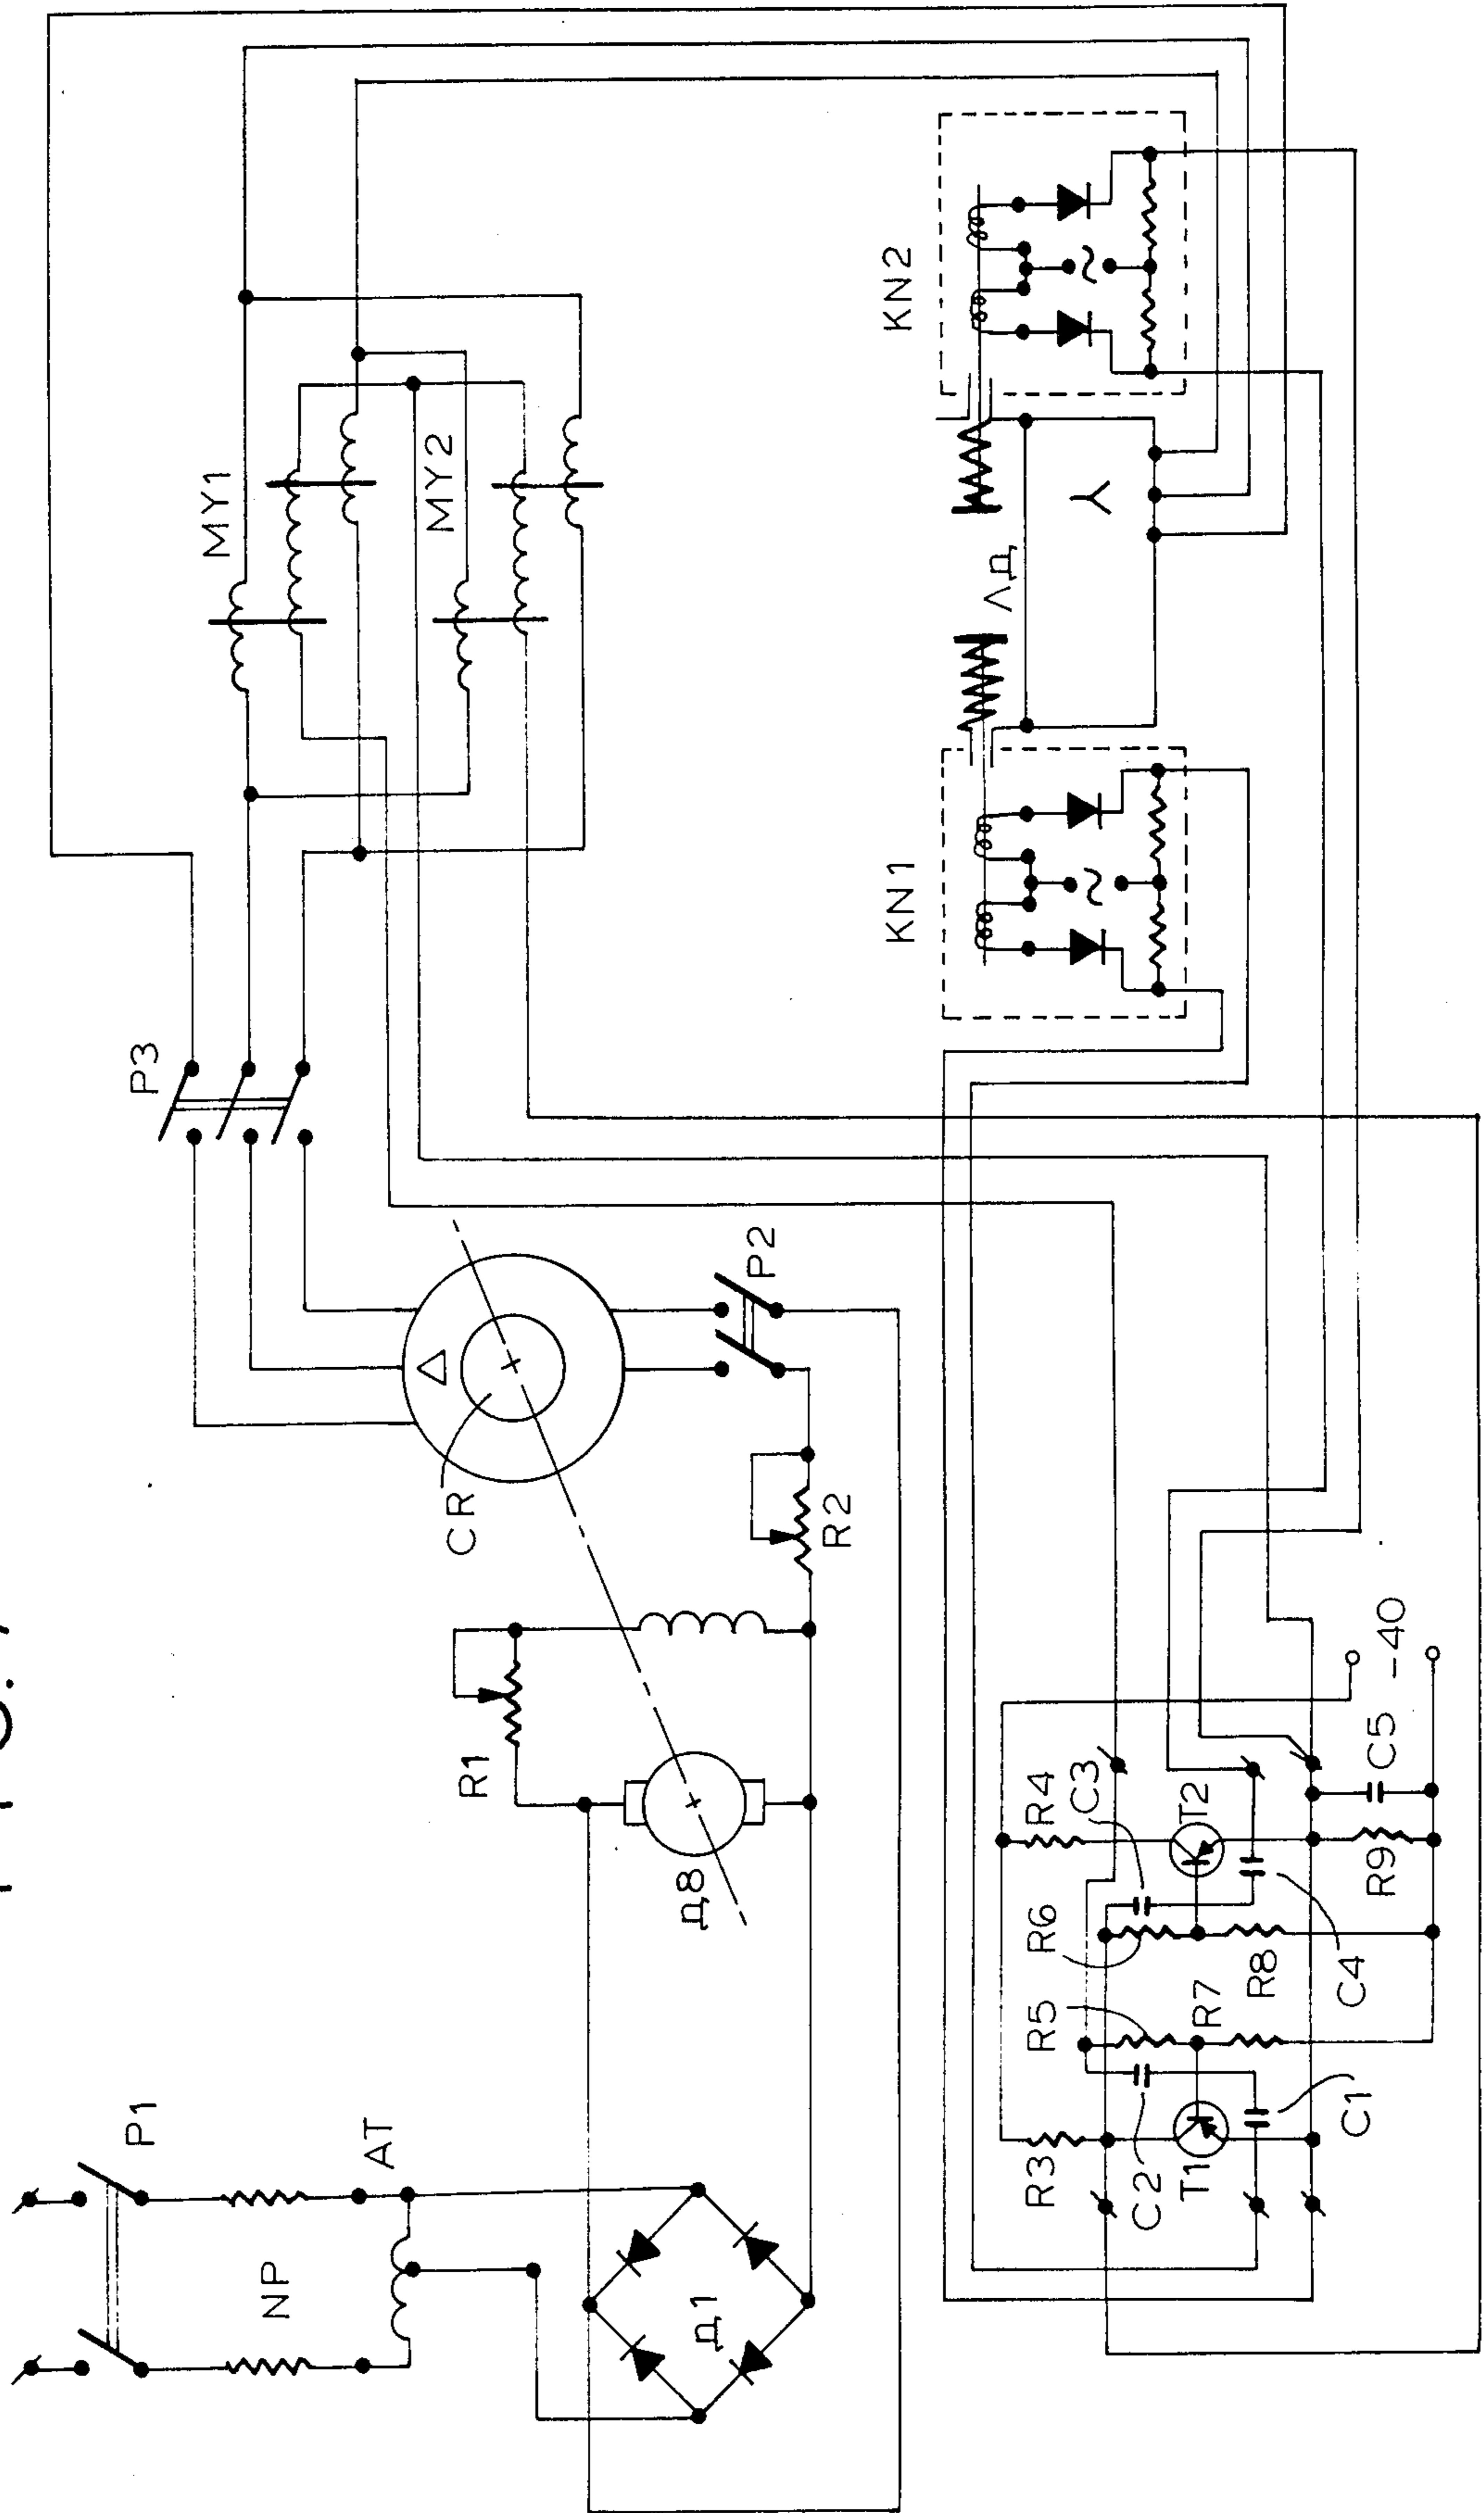 P1
NP
AT
Д1
Д8
R1
R2
CR
P2
P3
MY1
MY2
KN1
KN2
ΛД
Y
R3
C2
T1
C1
R5
R7
R6
R8
C4
R4
C3
T2
R9
C5
-40